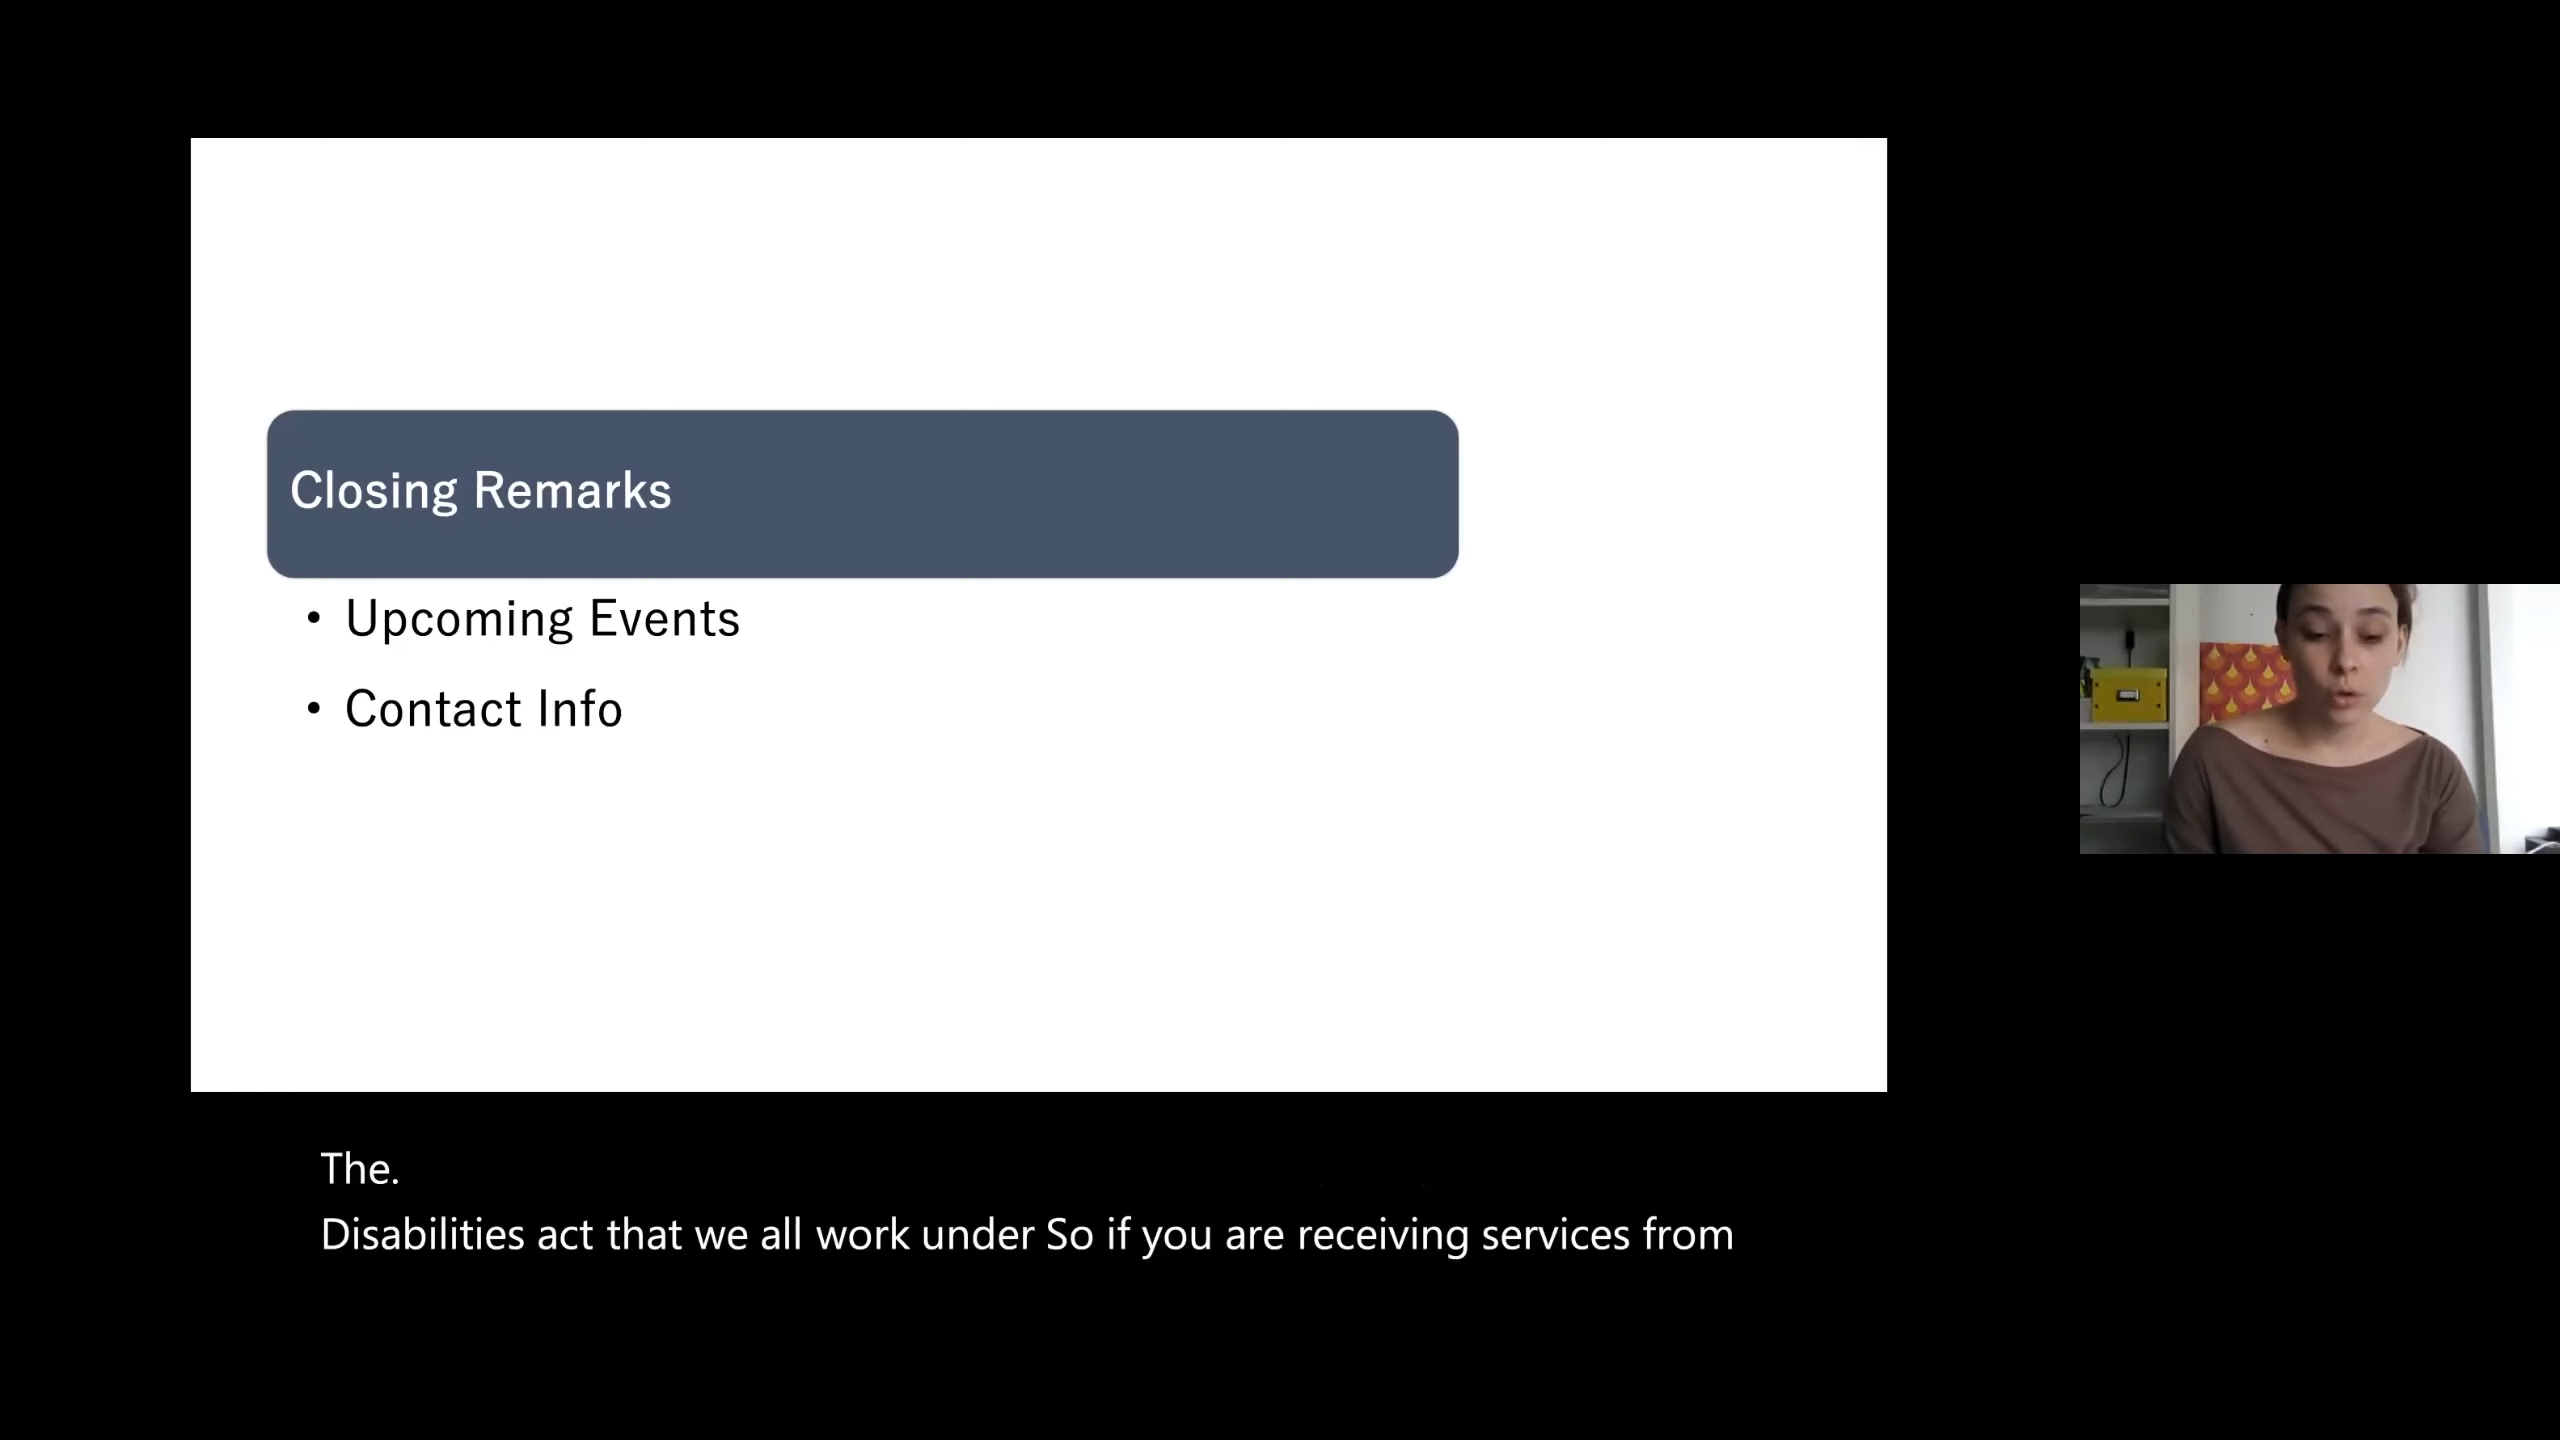 Closing Remarks
• Upcoming Events
• Contact Info
The.
Disabilities act that we all work under So if you are receiving services from